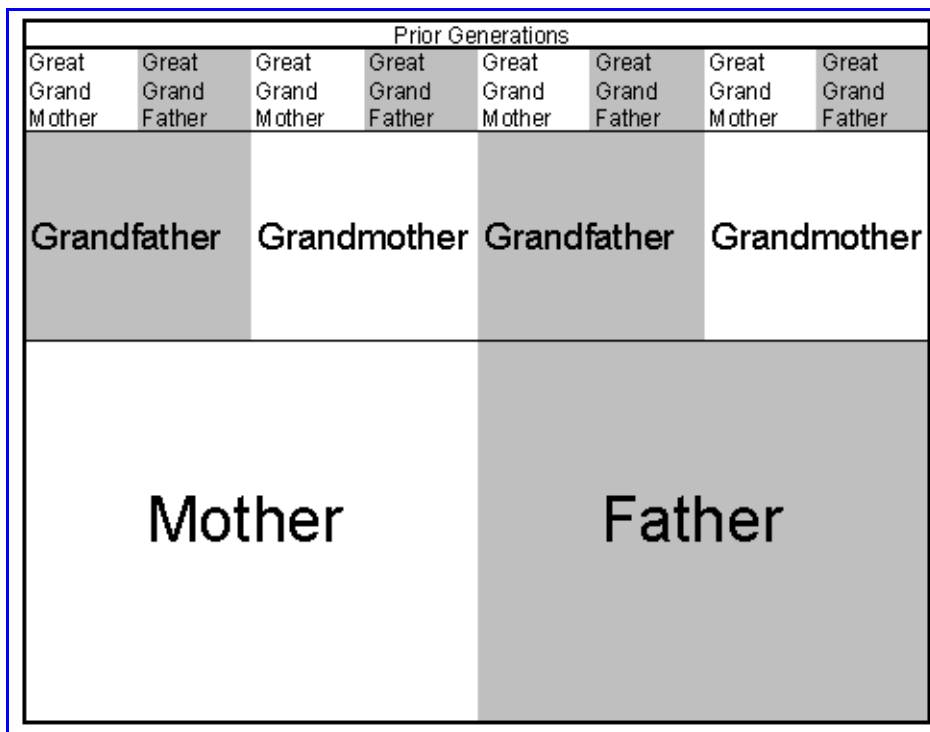 Prior Generations
Great Great Great Great Great Great Great Great
Grand Grand Grand Grand Grand Grand Grand Grand
Mother Father Mother Father Mother Father Mother Father
Grandfather Grandmother Grandfather Grandmother
Mother Father